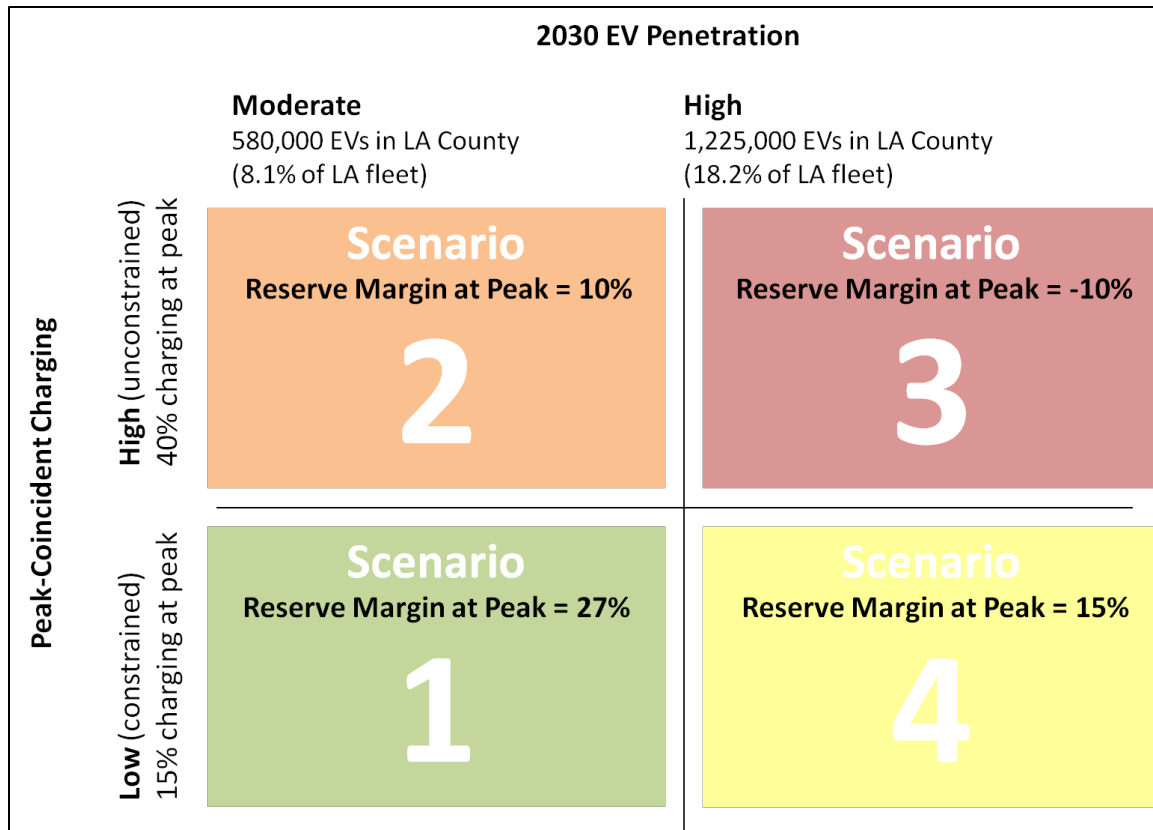 2030 EV Penetration
Moderate
580,000 EVs in LA County
(8.1% of LA fleet)
High
1,225,000 EVs in LA County
(18.2% of LA fleet)
Peak-Coincident Charging
High (unconstrained)
40% charging at peak
Scenario
Reserve Margin at Peak = 10%
2
Scenario
Reserve Margin at Peak = -10%
3
Low (constrained)
15% charging at peak
Scenario
Reserve Margin at Peak = 27%
1
Scenario
Reserve Margin at Peak = 15%
4